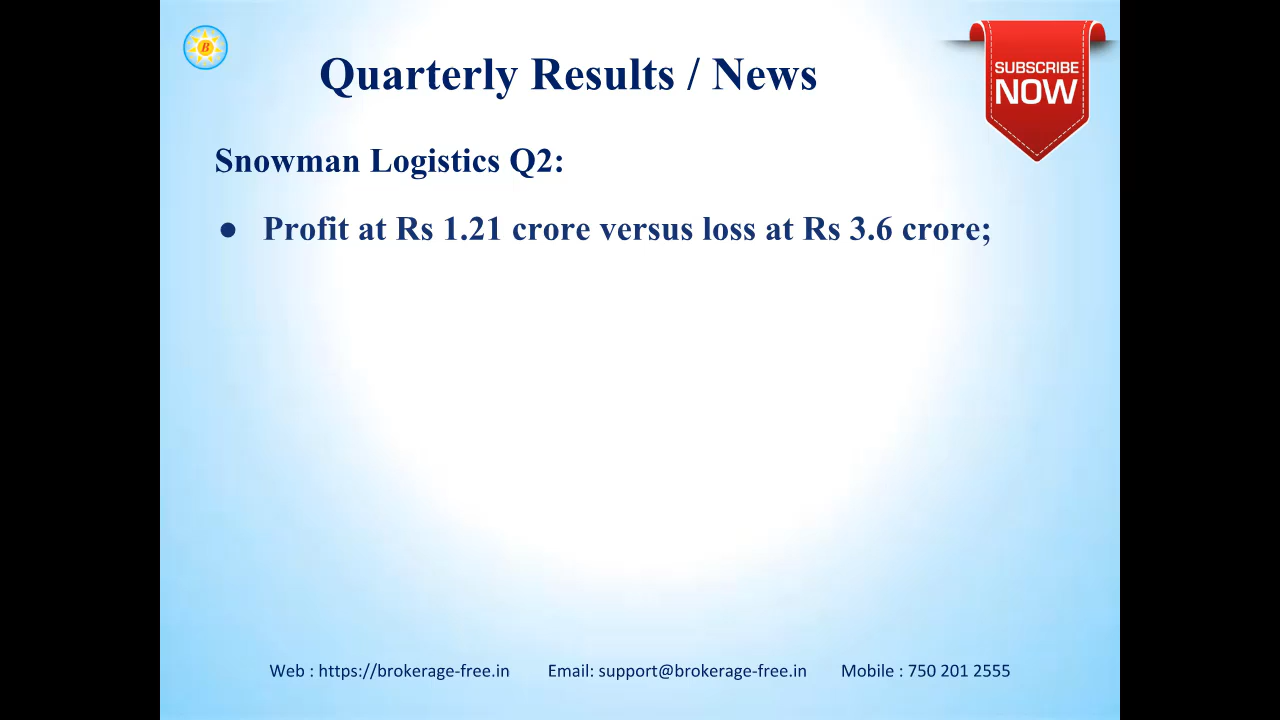 B
Quarterly Results / News
SUBSCRIBE
NOW
Snowman Logistics Q2:
● Profit at Rs 1.21 crore versus loss at Rs 3.6 crore;
Web : https://brokerage-free.in Email: support@brokerage-free.in Mobile : 750 201 2555